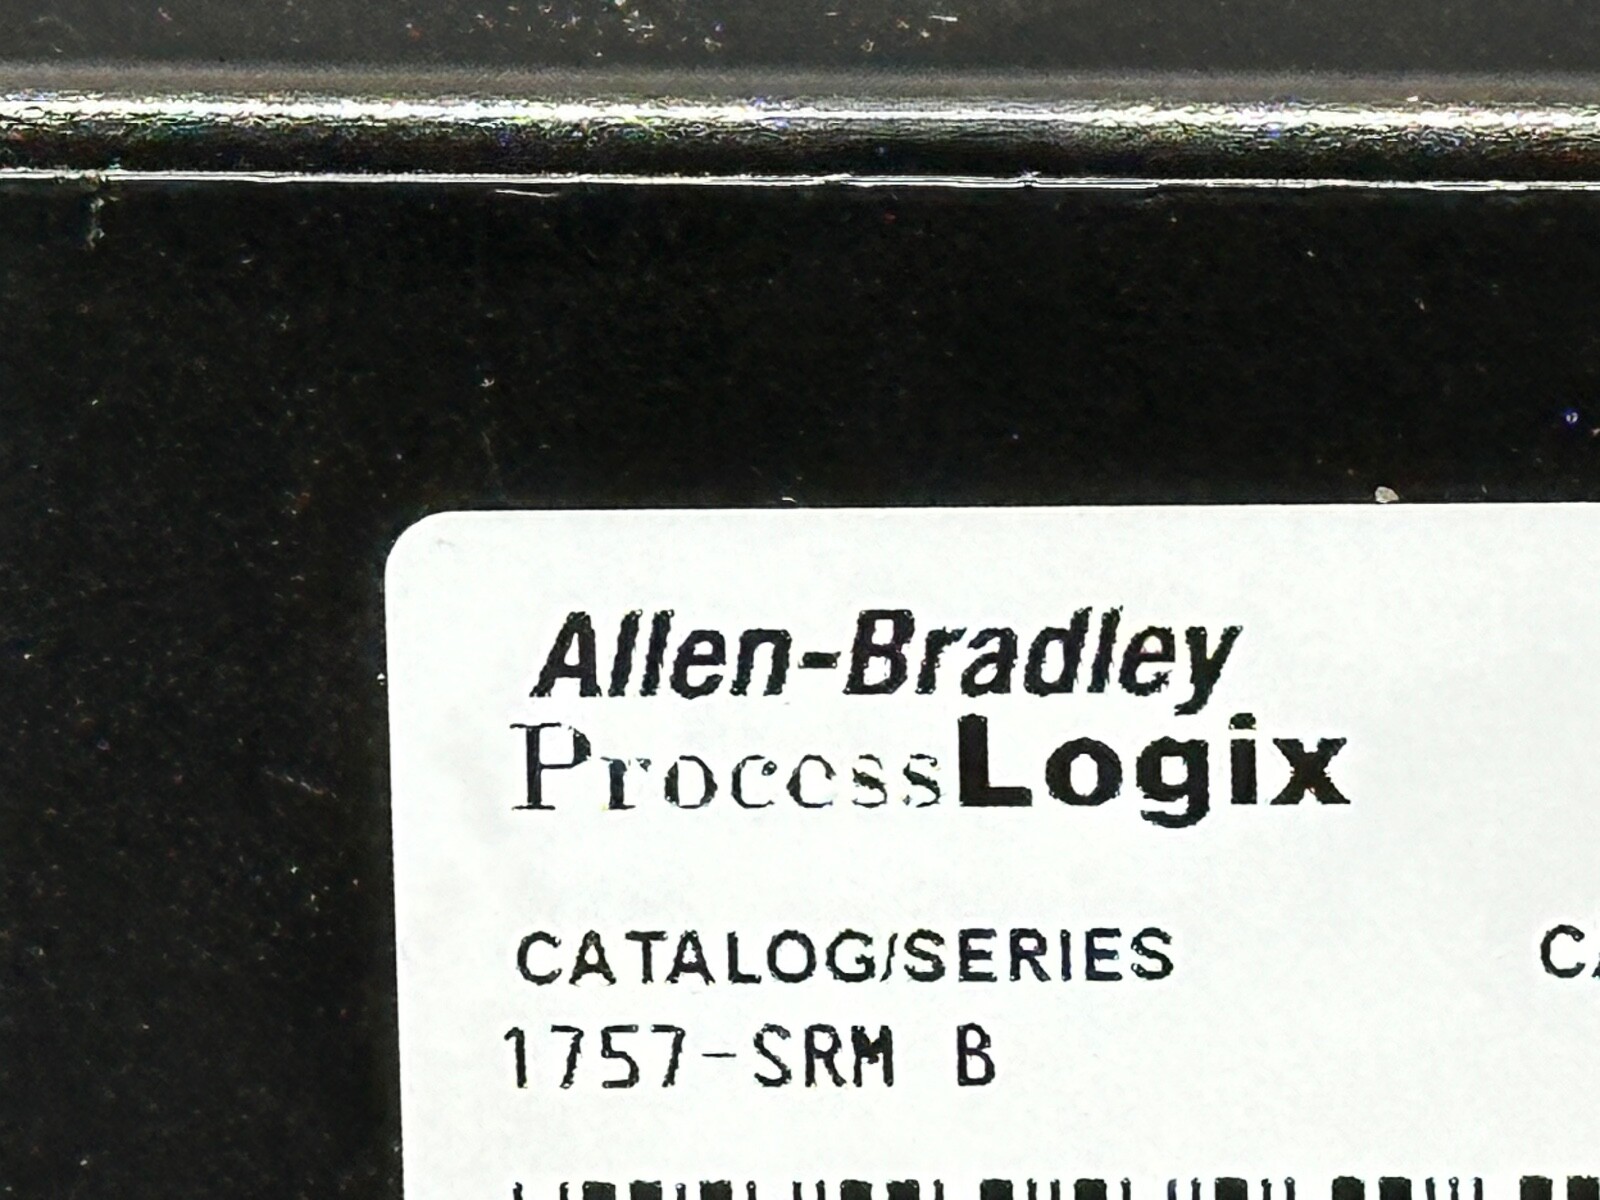 Allen-Bradley
ProcessLogix
CATALOG/SERIES
1757-SRM B